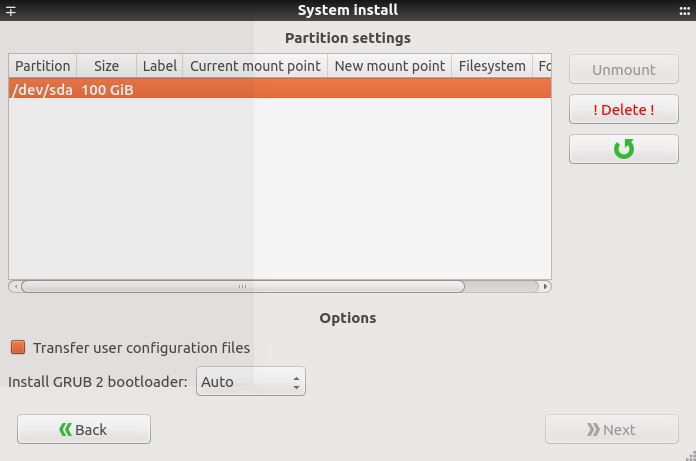 System install
Partition settings
Partition Size Label Current mount point New mount point Filesystem Fo
/dev/sda 100 GiB
Unmount
! Delete !
Options
Transfer user configuration files
Install GRUB 2 bootloader: Auto
Back Next